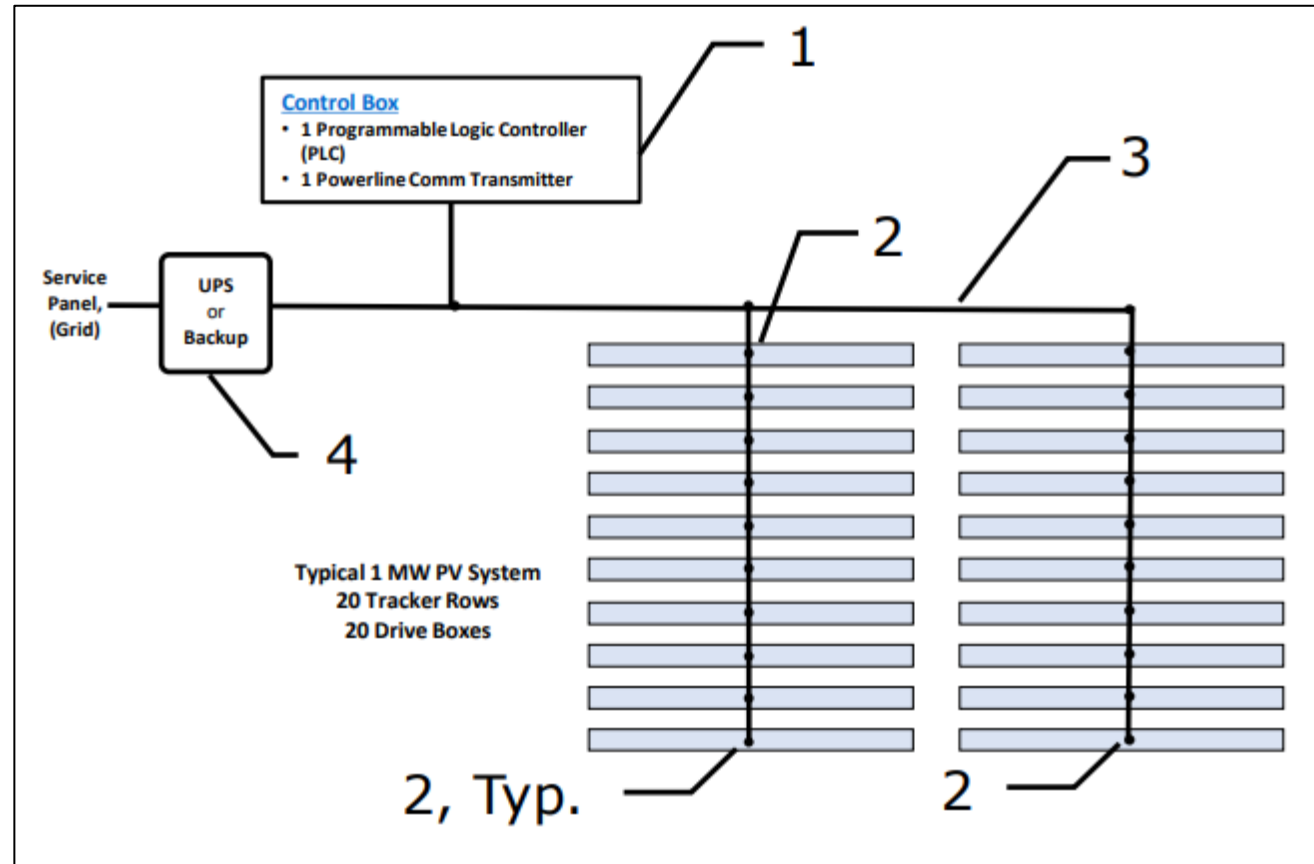 1
Control Box
• 1 Programmable Logic Controller
(PLC)
• 1 Powerline Comm Transmitter
3
2
Service
Panel,
(Grid)
UPS
or
Backup
4
Typical 1 MW PV System
20 Tracker Rows
20 Drive Boxes
2, Typ.
2